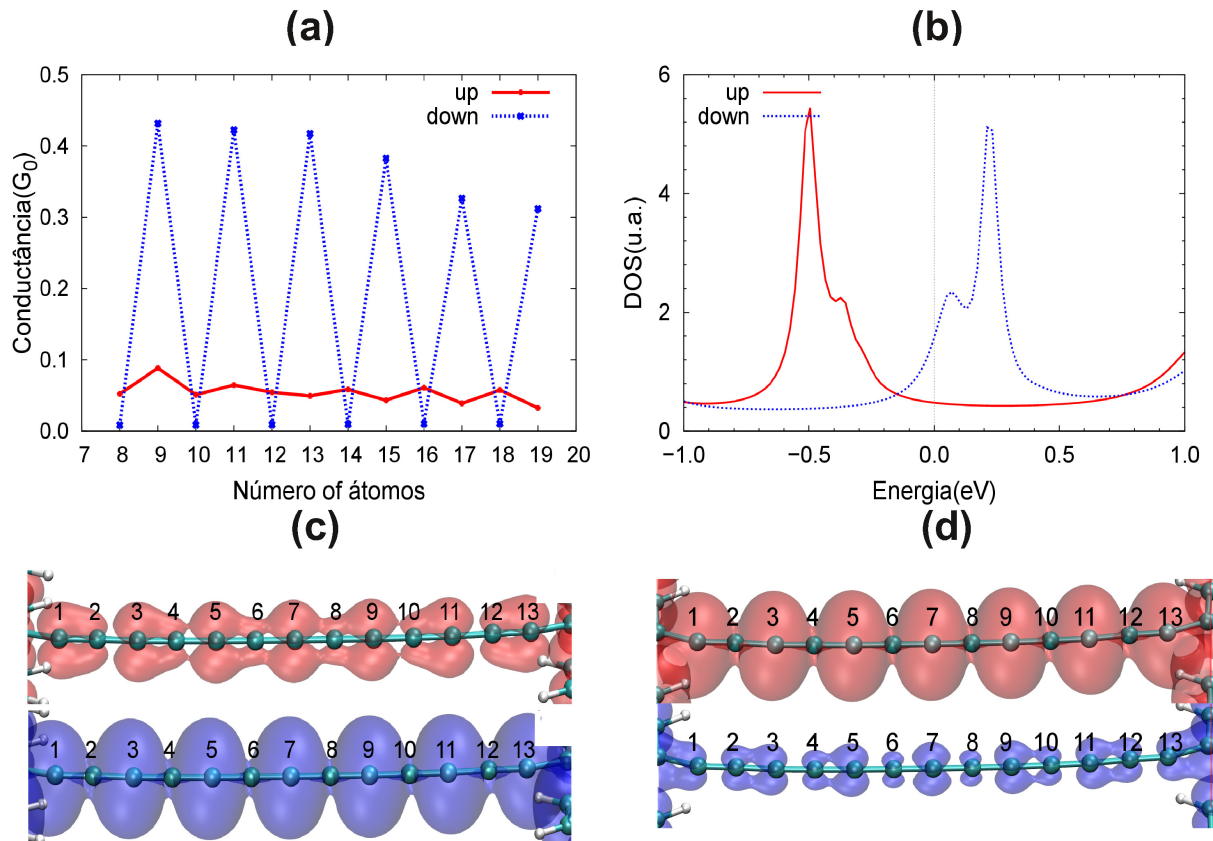 (a)
0.5
0.4
0.3
0.2
0.1
0.0
Conductância(G0)
up
down
7 8 9 10 11 12 13 14 15 16 17 18 19 20
Número of átomos
(b)
6
4
2
0
DOS(u.a.)
up
down
−1.0 −0.5 0.0 0.5 1.0
Energia(eV)
(c)
1 2 3 4 5 6 7 8 9 10 11 12 13
1 2 3 4 5 6 7 8 9 10 11 12 13
(d)
1 2 3 4 5 6 7 8 9 10 11 12 13
1 2 3 4 5 6 7 8 9 10 11 12 13